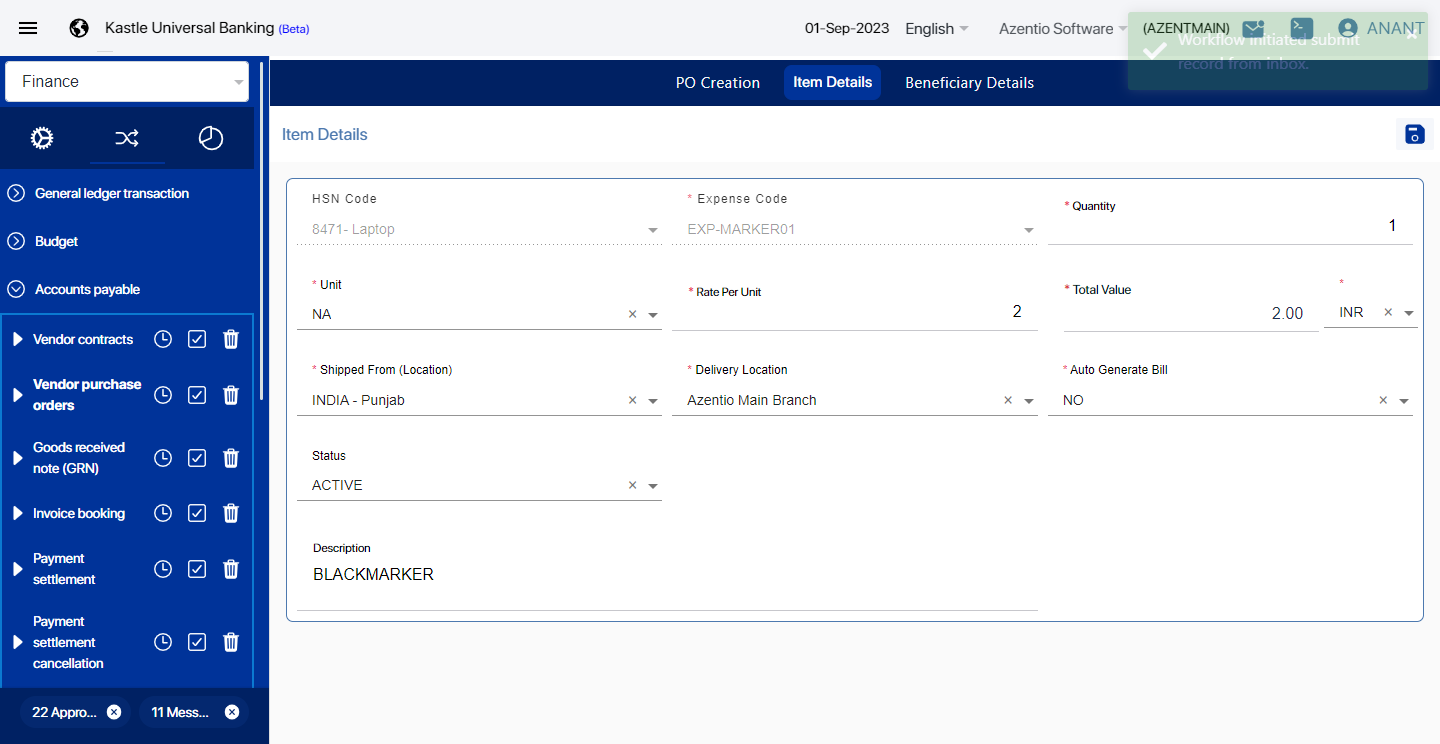 Kastle Universal Banking (Beta)
01-Sep-2023
English
Azentio Software
(AZENTMAIN)
ANANT
Workflow initiated submit
record from inbox.
Finance
PO Creation
Item Details
Beneficiary Details
Item Details
General ledger transaction
Budget
Accounts payable
Vendor contracts
Vendor purchase
orders
Goods received
note (GRN)
Invoice booking
Payment
settlement
Payment
settlement
cancellation
22 Appro...
11 Mess...
HSN Code
8471- Laptop
* Expense Code
EXP-MARKER01
* Quantity
1
* Unit
NA
* Rate Per Unit
2
* Total Value
2.00
*
INR
* Shipped From (Location)
INDIA - Punjab
* Delivery Location
Azentio Main Branch
* Auto Generate Bill
NO
Status
ACTIVE
Description
BLACKMARKER